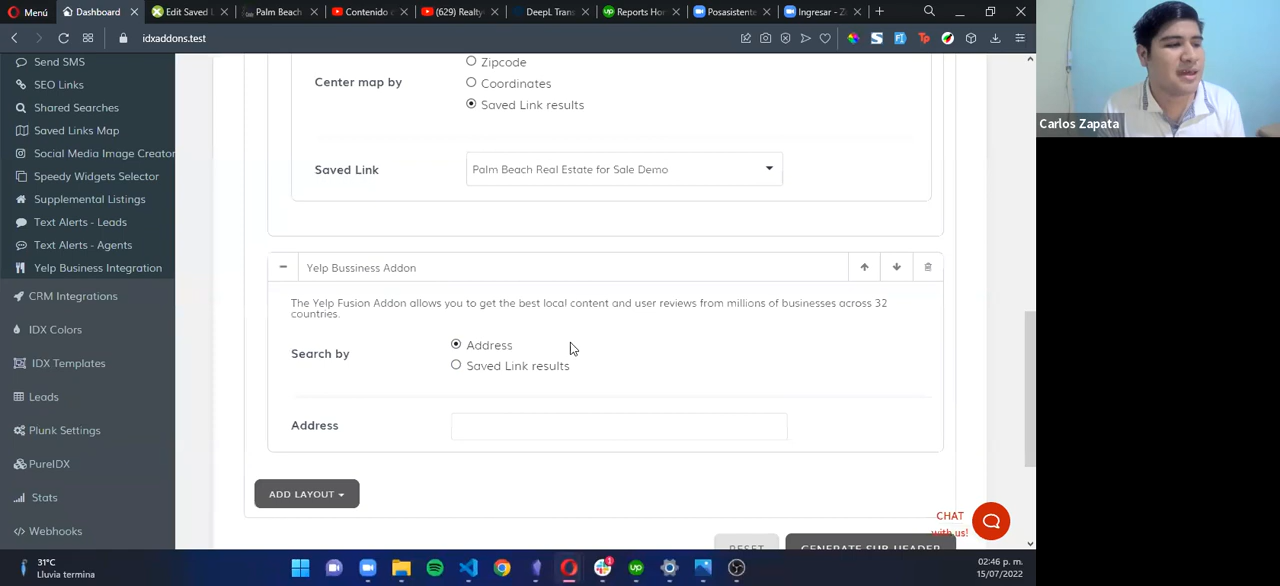 Menú
Dashboard
Edit Saved L
Palm Beach
Contenido c
(629) Realty
DeepL Trans
Reports Ho
Posasistente
Ingresar - Z
idxaddons.test
Send SMS
SEO Links
Shared Searches
Saved Links Map
Social Media Image Creator
Speedy Widgets Selector
Supplemental Listings
Text Alerts - Leads
Text Alerts - Agents
Yelp Business Integration
CRM Integrations
IDX Colors
IDX Templates
Leads
Plunk Settings
PureIDX
Stats
Webhooks
Center map by
Zipcode
Coordinates
Saved Link results
Saved Link
Palm Beach Real Estate for Sale Demo
Yelp Bussiness Addon
The Yelp Fusion Addon allows you to get the best local content and user reviews from millions of businesses across 32
countries.
Search by
Address
Saved Link results
Address
ADD LAYOUT
RESET
GENERATE SUB-HEADER
CHAT
with us!
Carlos Zapata
31°C
Lluvia termina
02:46 p. m.
15/07/2022